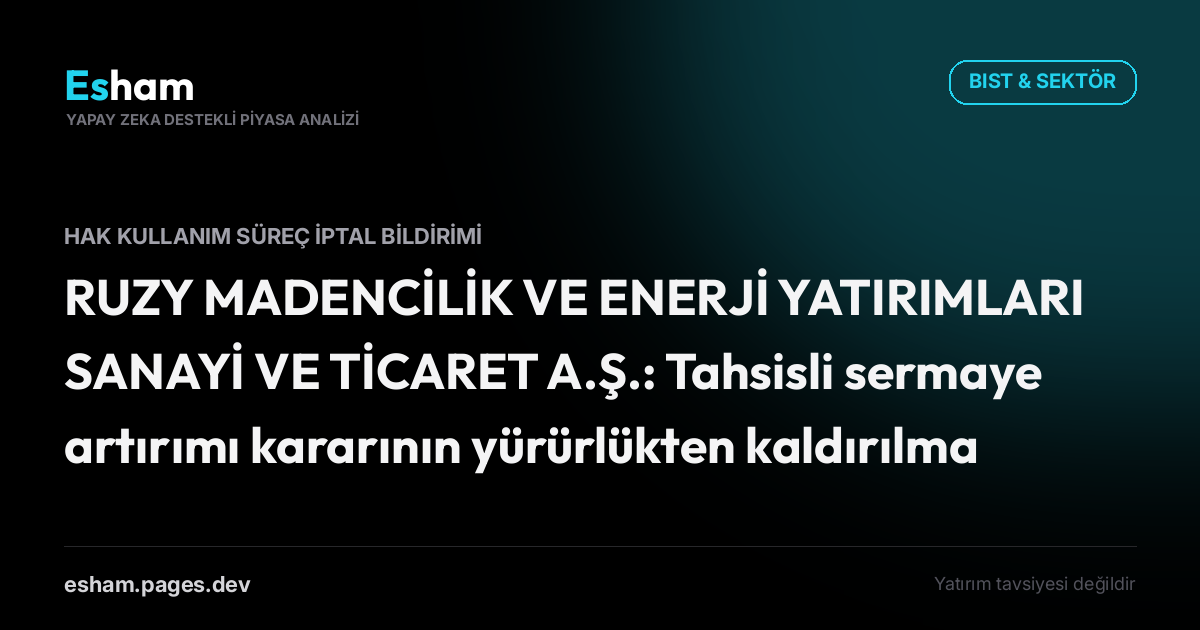 Esham
YAPAY ZEKA DESTEKLİ PİYASA ANALİZİ
BIST & SEKTÖR
HAK KULLANIM SÜREÇ İPTAL BİLDİRİMİ
RUZY MADENCİLİK VE ENERJİ YATIRIMLARI
SANAYİ VE TİCARET A.Ş.: Tahsisli sermaye
artırımı kararının yürürlükten kaldırılma
esham.pages.dev
Yatırım tavsiyesi değildir